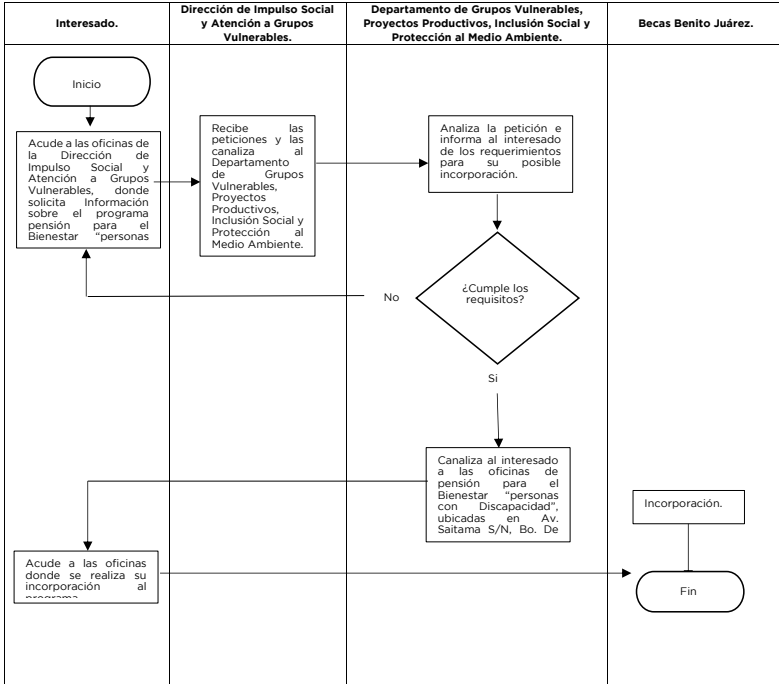 Interesado.
Dirección de Impulso Social
y Atención a Grupos
Vulnerables.
Departamento de Grupos Vulnerables,
Proyectos Productivos, Inclusión Social y
Protección al Medio Ambiente.
Becas Benito Juárez.
Inicio
Acude a las oficinas de
la Dirección de
Impulso Social y
Atención a Grupos
Vulnerables, donde
solicita Información
sobre el programa
pensión para el
Bienestar “personas
Recibe las
peticiones y las
canaliza al
Departamento
de Grupos
Vulnerables,
Proyectos
Productivos,
Inclusión Social y
Protección al
Medio Ambiente.
Analiza la petición e
informa al interesado
de los requerimientos
para su posible
incorporación.
¿Cumple los
requisitos?
No
Si
Canaliza al interesado
a las oficinas de
pensión para el
Bienestar “personas
con Discapacidad”,
ubicadas en Av.
Saitama S/N, Bo. De
Incorporación.
Acude a las oficinas
donde se realiza su
incorporación al
programa
Fin